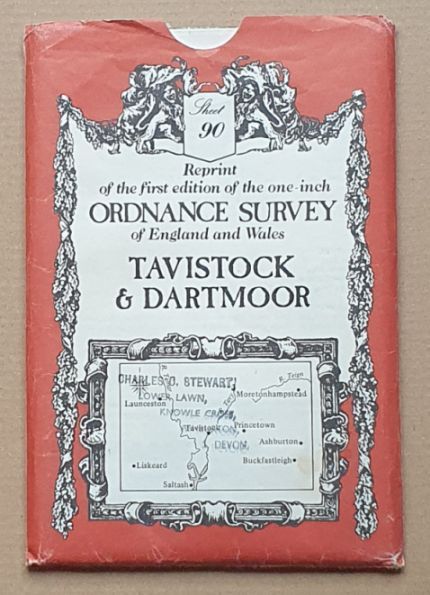 Sheet
90
Reprint
of the first edition of the one-inch
ORDNANCE SURVEY
of England and Wales
TAVISTOCK
& DARTMOOR
CHARLES D. STEWART,
LOWER LAWN,
KNOWLE
DEVON,
R. Teign
Moretonhampstead
Launceston
Tavistock
Princetown
Ashburton
Liskeard
Buckfastleigh
Saltash